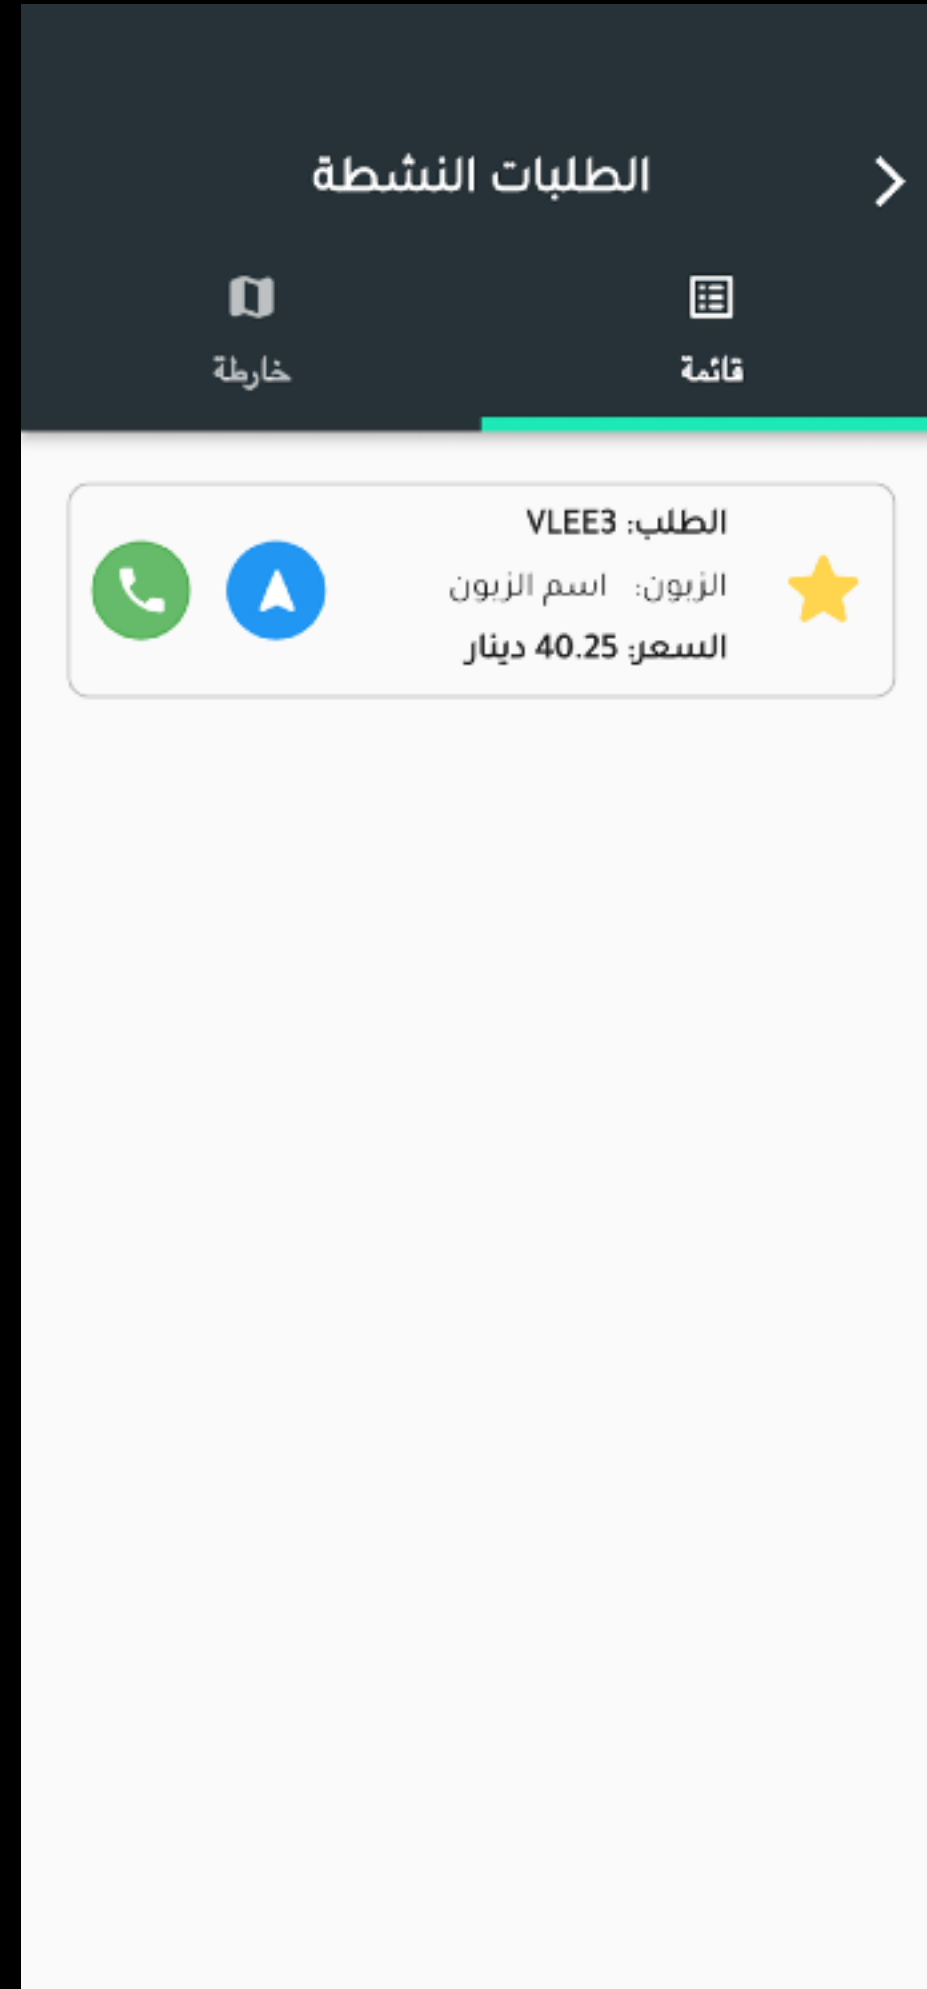 الطلبات النشطة
قائمة
خارطة
الطلب: VLEE3
الزبون: اسم الزبون
السعر: 40.25 دينار